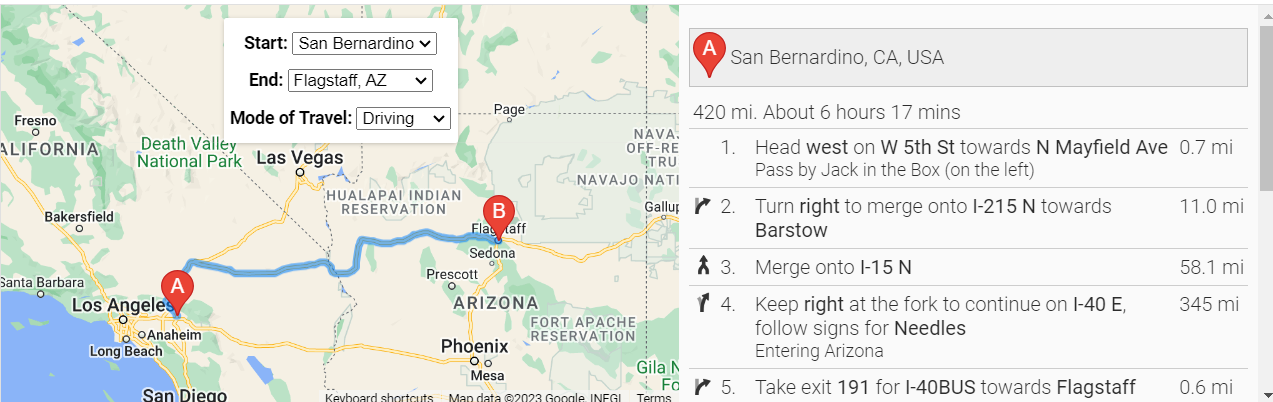 Start: San Bernardino
End: Flagstaff, AZ
Mode of Travel: Driving
Fresno
CALIFORNIA
Death Valley
National Park
Las Vegas
Page
NAVAJ
OFF-RE
TRU
NAVAJO NATI
HUALAPAI INDIAN
RESERVATION
Bakersfield
B
Flagstaff
Gallup
Sedona
Prescott
A
Santa Barbara
Los Angeles
ARIZONA
Anaheim
FORT APACHE
RESERVATION
Long Beach
Phoenix
Mesa
Gila N
Fo
San Diego
Keyboard shortcuts Map data ©2023 Google, INEGI Terms
A San Bernardino, CA, USA
420 mi. About 6 hours 17 mins
1. Head west on W 5th St towards N Mayfield Ave 0.7 mi
Pass by Jack in the Box (on the left)
2. Turn right to merge onto I-215 N towards 11.0 mi
Barstow
3. Merge onto I-15 N 58.1 mi
4. Keep right at the fork to continue on I-40 E, 345 mi
follow signs for Needles
Entering Arizona
5. Take exit 191 for I-40BUS towards Flagstaff 0.6 mi